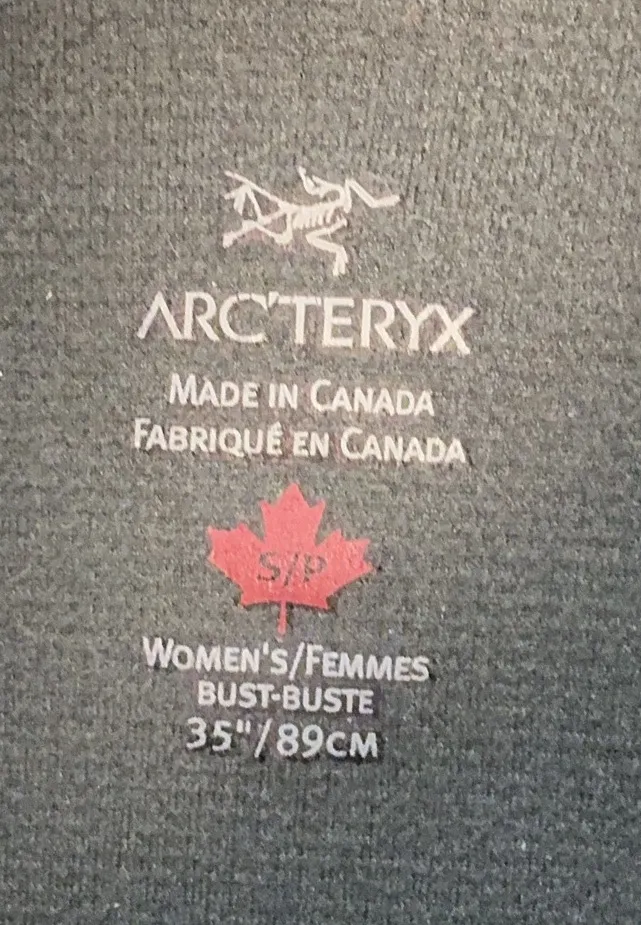 ARC'TERYX
MADE IN CANADA
FABRIQUÉ EN CANADA
S/P
WOMEN'S/FEMMES
BUST-BUSTE
35"/89CM